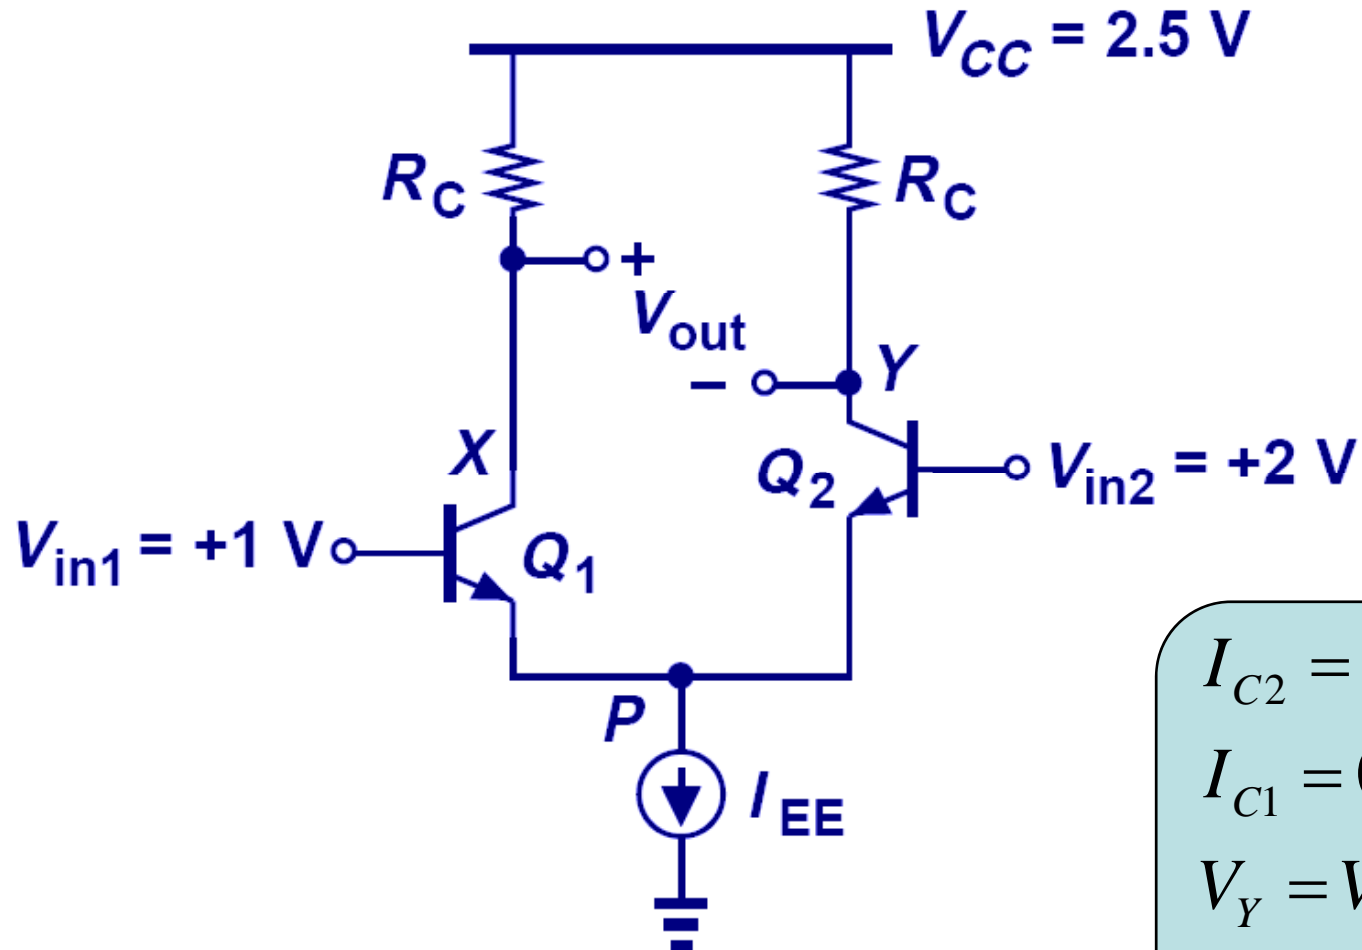 V_CC = 2.5 V
R_C
R_C
+
V_out
−
Y
X
Q_2
V_in2 = +2 V
V_in1 = +1 V
Q_1
P
I_EE
I_C2 =
I_C1 =
V_Y =